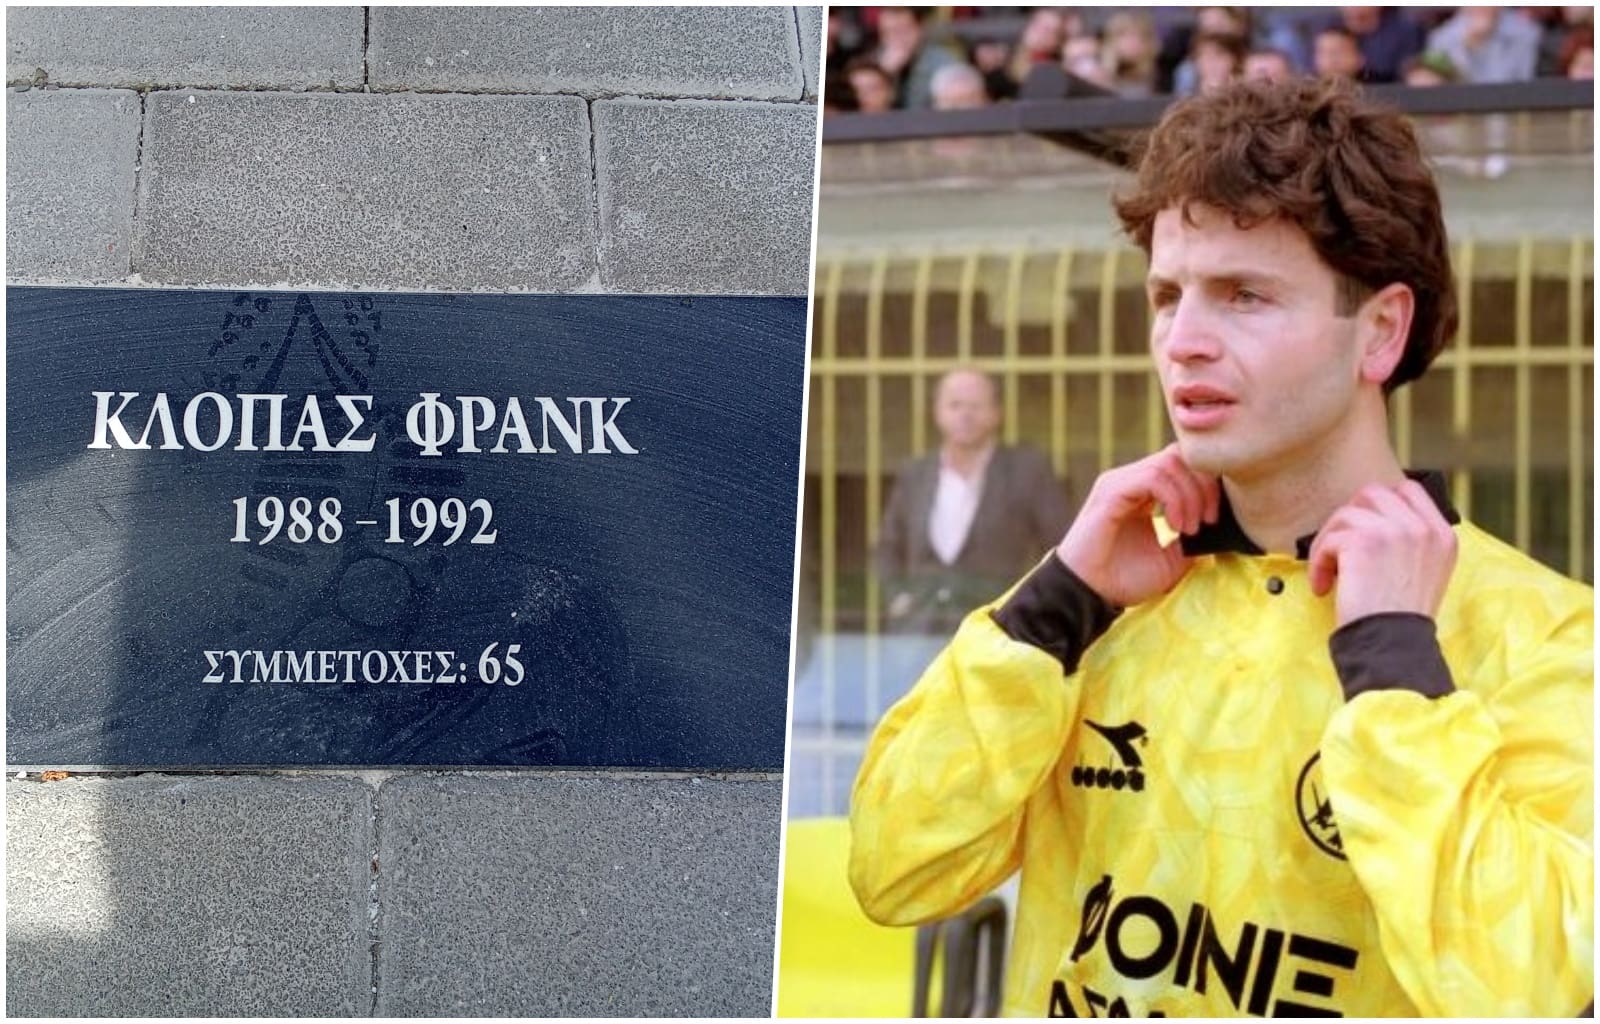 ΚΛΟΠΑΣ ΦΡΑΝΚ
1988 – 1992
ΣΥΜΜΕΤΟΧΕΣ: 65
diadora
ΦΟΙΝΙΞ